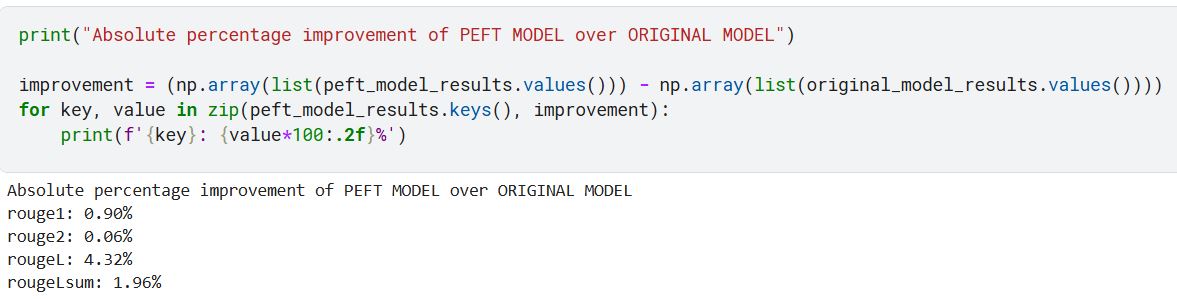 print("Absolute percentage improvement of PEFT MODEL over ORIGINAL MODEL")
improvement = (np.array(list(peft_model_results.values())) - np.array(list(original_model_results.values())))
for key, value in zip(peft_model_results.keys(), improvement):
    print(f'{key}: {value*100:.2f}%')
Absolute percentage improvement of PEFT MODEL over ORIGINAL MODEL
rouge1: 0.90%
rouge2: 0.06%
rougeL: 4.32%
rougeLsum: 1.96%